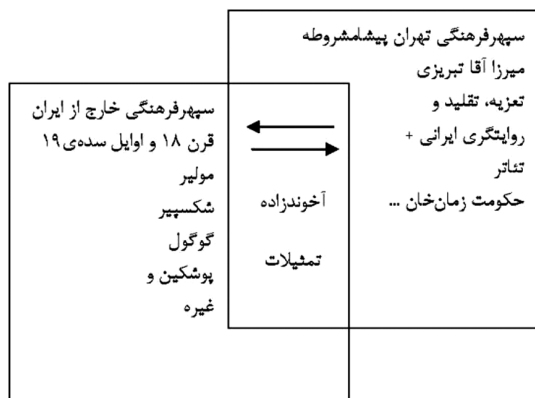 سپهرفرهنگی تهران پیشامشروطه
میرزا آقا تبریزی
تعزیه، تقلید و
روایتگری ایرانی +
تئاتر
حکومت زمان‌خان ...
آخوندزاده
تمثیلات
سپهرفرهنگی خارج از ایران
قرن ۱۸ و اوایل سده‌ی ۱۹
مولیر
شکسپیر
گوگول
پوشکین و
غیره